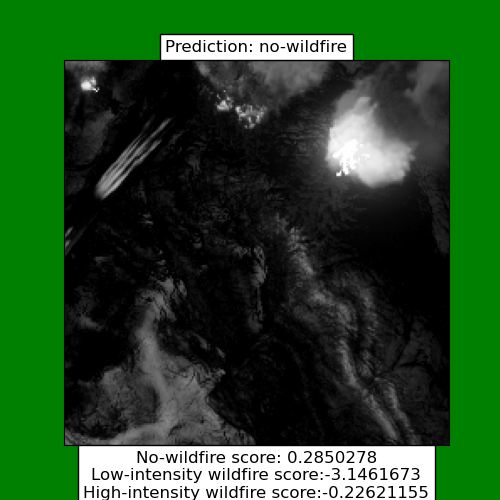 Prediction: no-wildfire
No-wildfire score: 0.2850278
Low-intensity wildfire score:-3.1461673
High-intensity wildfire score:-0.22621155